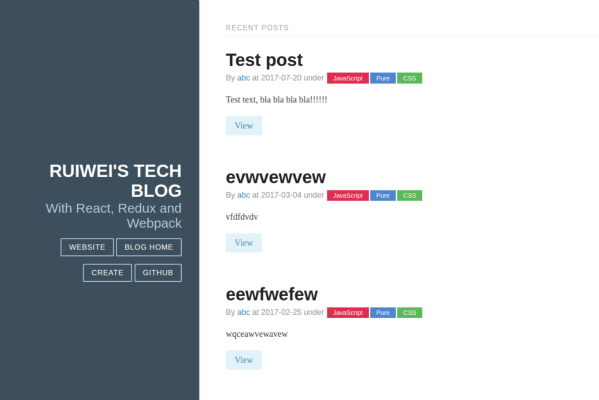 RUIWEI'S TECH
BLOG
With React, Redux and
Webpack
WEBSITE BLOG HOME
CREATE GITHUB
RECENT POSTS
Test post
By abc at 2017-07-20 under JavaScript Pure CSS
Test text, bla bla bla bla!!!!!!
View
evwvewvew
By abc at 2017-03-04 under JavaScript Pure CSS
vfdfdvdv
View
eewfwefew
By abc at 2017-02-25 under JavaScript Pure CSS
wqceawvewavew
View